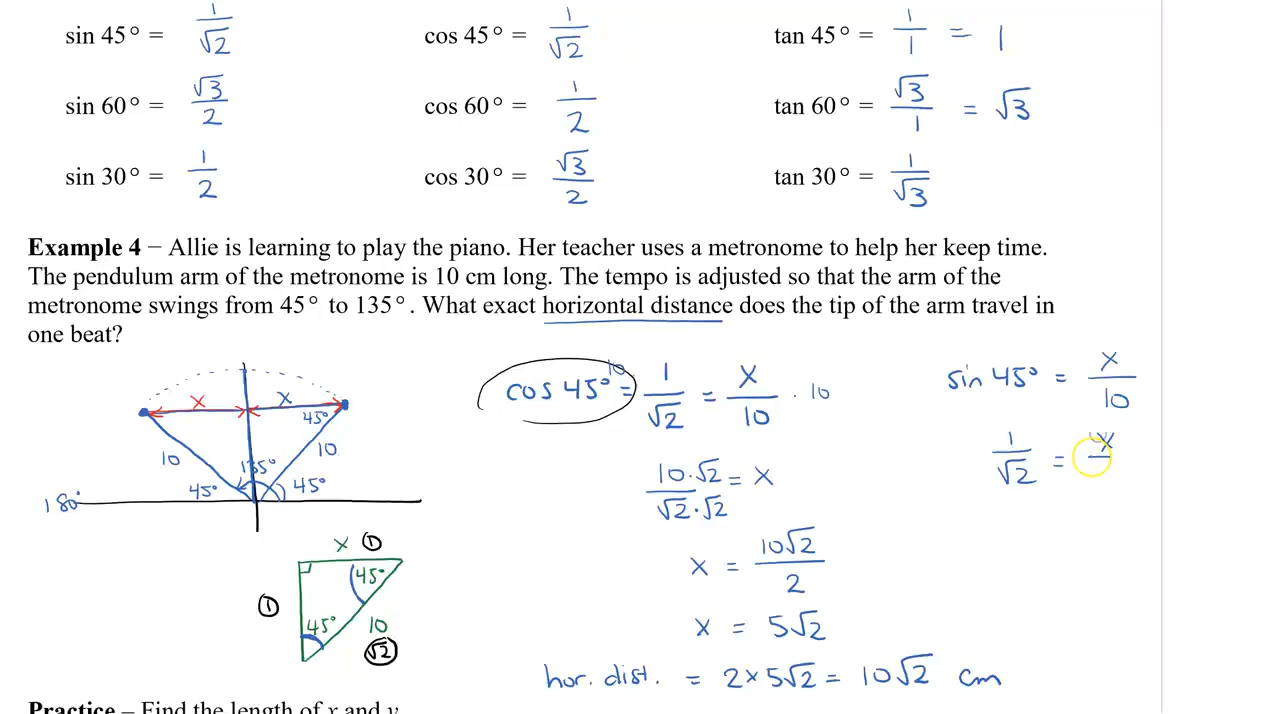 sin 45° = 1/√2 cos 45° = 1/√2 tan 45° = 1/1 = 1
sin 60° = √3/2 cos 60° = 1/2 tan 60° = √3/1 = √3
sin 30° = 1/2 cos 30° = √3/2 tan 30° = 1/√3
Example 4 − Allie is learning to play the piano. Her teacher uses a metronome to help her keep time.
The pendulum arm of the metronome is 10 cm long. The tempo is adjusted so that the arm of the
metronome swings from 45° to 135°. What exact horizontal distance does the tip of the arm travel in
one beat?
x x
45°
10 10
135°
45° 45°
180°
x ①
45°
①
45° 10
√2
10 cos 45° = 1/√2 = x/10 · 10
10·√2/√2·√2 = x
x = 10√2/2
x = 5√2
hor. dist. = 2×5√2 = 10√2 cm
sin 45° = x/10
1/√2 = x
Practice – Find the length of x and y